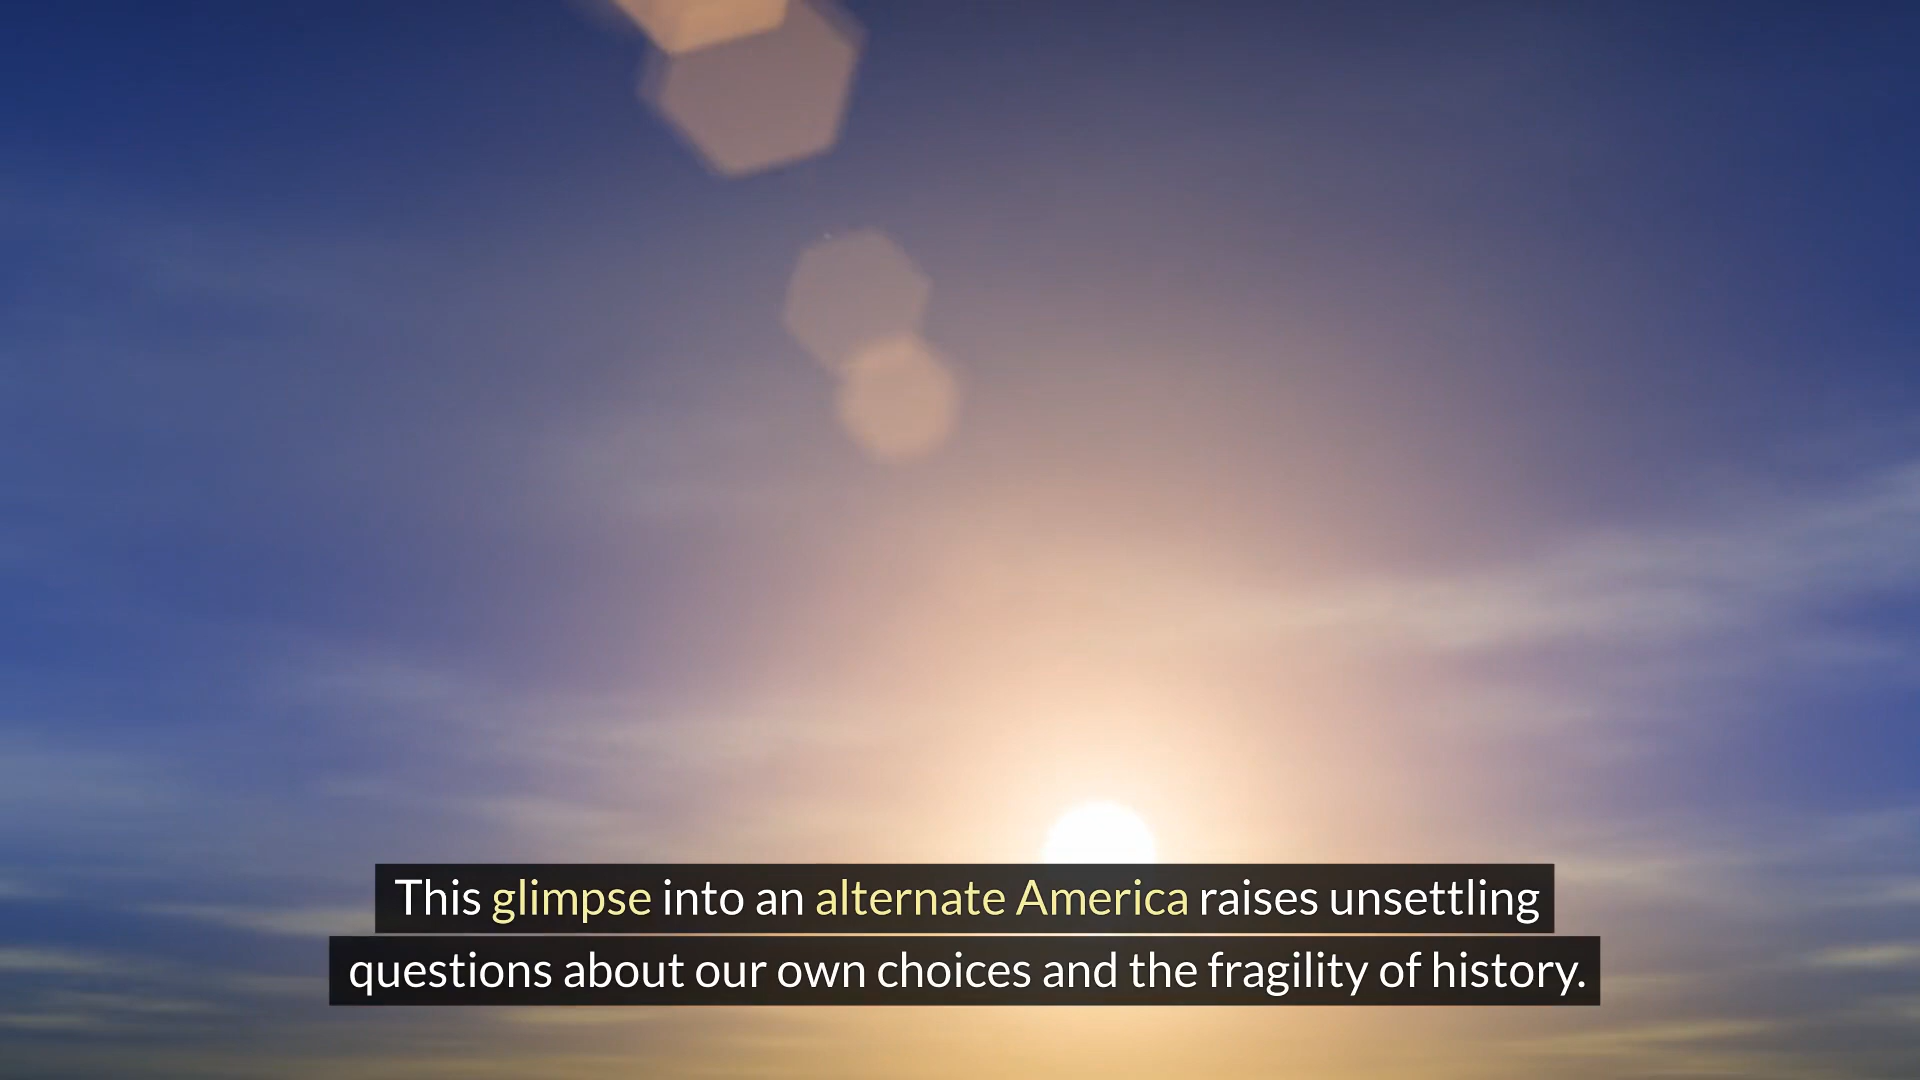 This glimpse into an alternate America raises unsettling
questions about our own choices and the fragility of history.